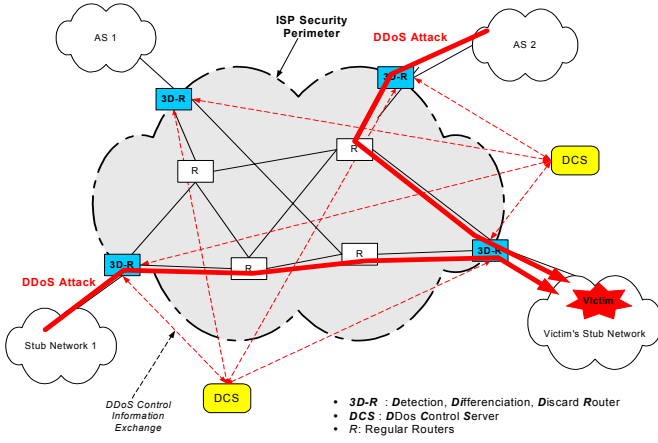 ISP Security
Perimeter
AS 1
DDoS Attack
AS 2
3D-R
3D-R
R
R
DCS
3D-R
3D-R
R
R
DDoS Attack
Victim
Stub Network 1
Victim's Stub Network
DDoS Control
Information
Exchange
DCS
• 3D-R : Detection, Differenciation, Discard Router
• DCS : DDos Control Server
• R: Regular Routers